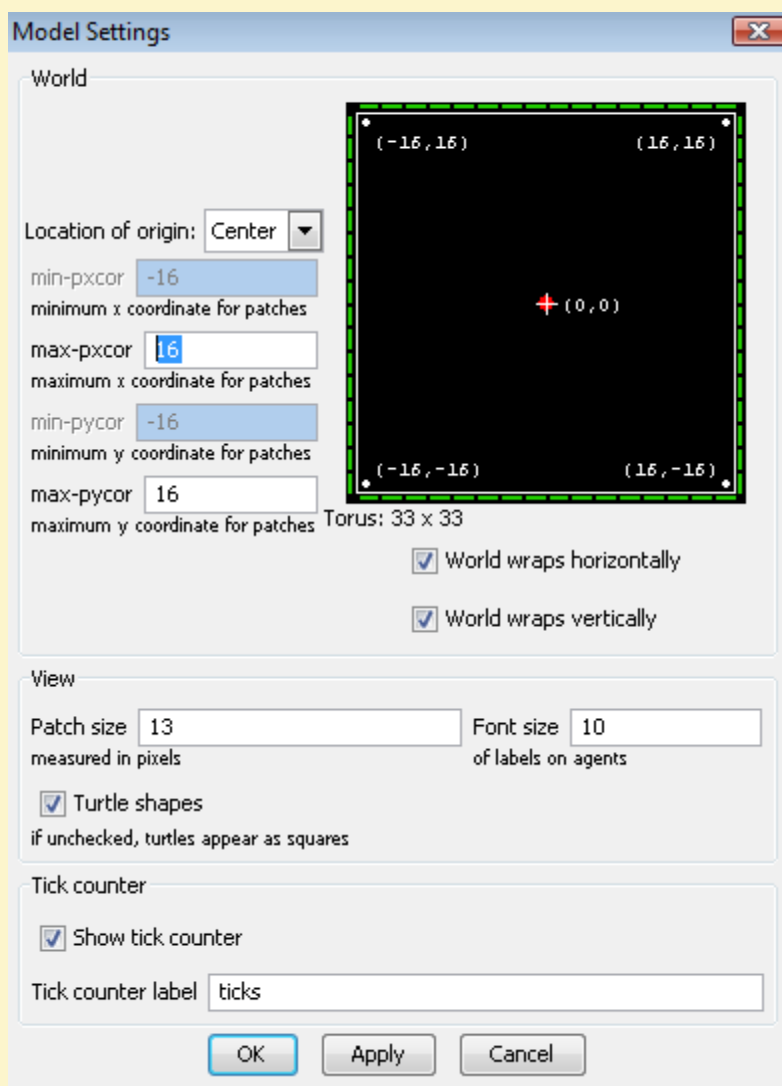 Model Settings
World
(-16,16)
(16,16)
Location of origin: Center
min-pxcor -16
minimum x coordinate for patches
(0,0)
max-pxcor 16
maximum x coordinate for patches
min-pycor -16
minimum y coordinate for patches
(-16,-16)
(16,-16)
max-pycor 16
maximum y coordinate for patches
Torus: 33 x 33
World wraps horizontally
World wraps vertically
View
Patch size 13
measured in pixels
Font size 10
of labels on agents
Turtle shapes
if unchecked, turtles appear as squares
Tick counter
Show tick counter
Tick counter label ticks
OK
Apply
Cancel